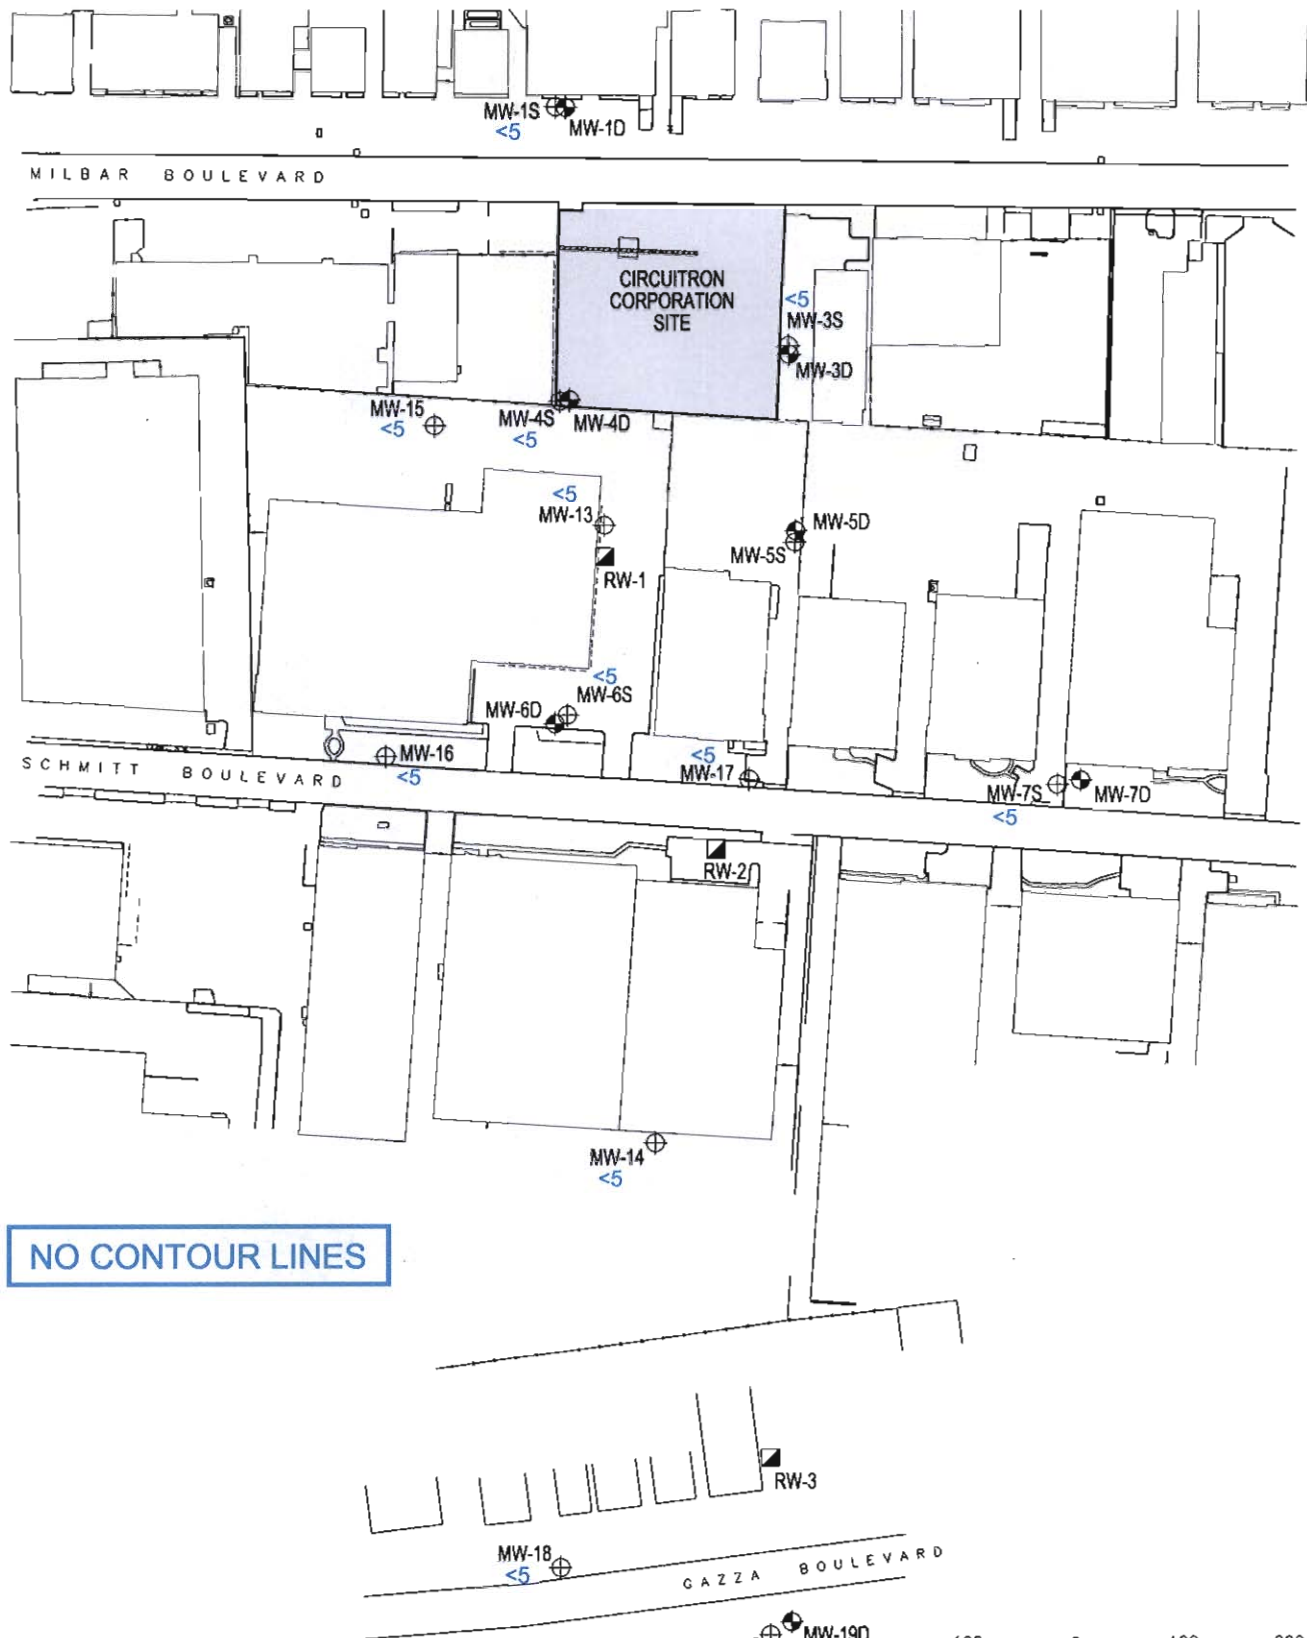 MW-1S
<5
MW-1D
MILBAR BOULEVARD
CIRCUITRON
CORPORATION
SITE
<5
MW-3S
MW-3D
MW-15
<5
MW-4S
<5
MW-4D
<5
MW-13
RW-1
MW-5D
MW-5S
<5
MW-6S
MW-6D
MW-16
<5
SCHMITT BOULEVARD
<5
MW-17
MW-7S
<5
MW-7D
RW-2
MW-14
<5
NO CONTOUR LINES
RW-3
MW-18
<5
GAZZA BOULEVARD
MW-19D